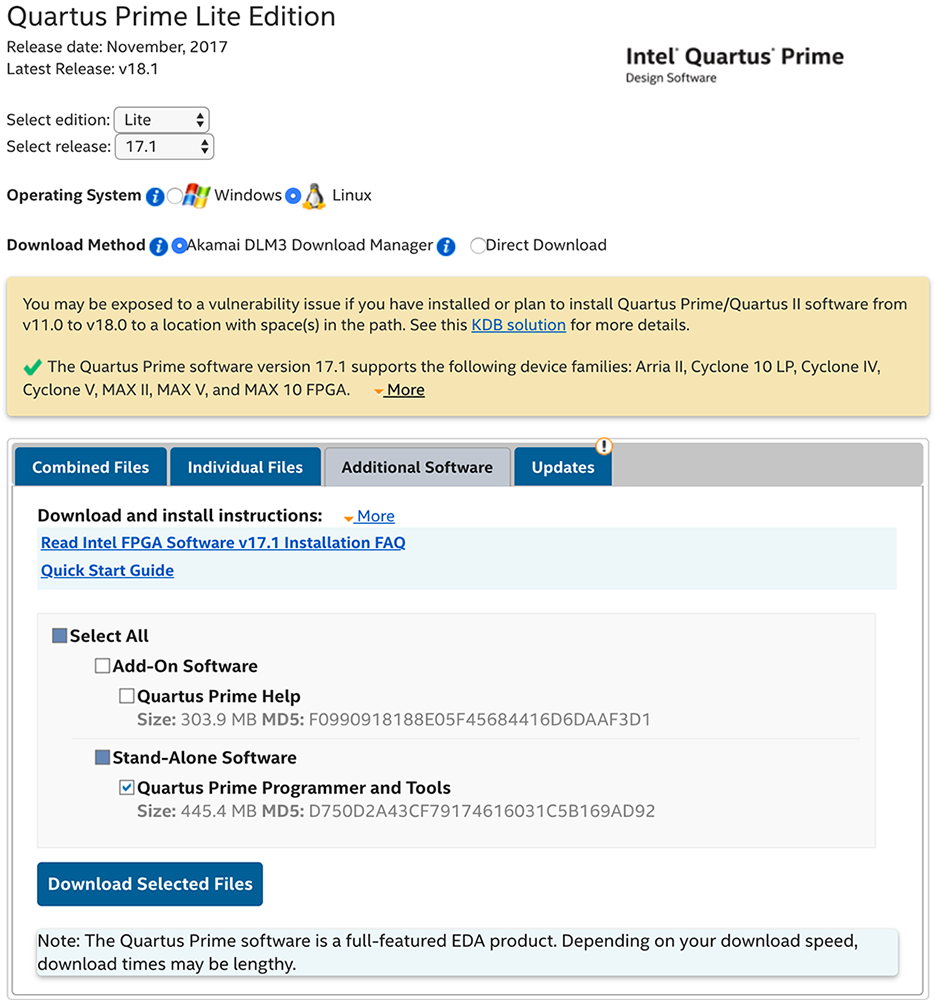 Quartus Prime Lite Edition
Release date: November, 2017
Latest Release: v18.1
Intel® Quartus® Prime
Design Software
Select edition: Lite
Select release: 17.1
Operating System i Windows Linux
Download Method i Akamai DLM3 Download Manager i Direct Download
You may be exposed to a vulnerability issue if you have installed or plan to install Quartus Prime/Quartus II software from
v11.0 to v18.0 to a location with space(s) in the path. See this KDB solution for more details.
The Quartus Prime software version 17.1 supports the following device families: Arria II, Cyclone 10 LP, Cyclone IV,
Cyclone V, MAX II, MAX V, and MAX 10 FPGA. More
Combined Files Individual Files Additional Software Updates !
Download and install instructions: More
Read Intel FPGA Software v17.1 Installation FAQ
Quick Start Guide
Select All
Add-On Software
Quartus Prime Help
Size: 303.9 MB MD5: F0990918188E05F45684416D6DAAF3D1
Stand-Alone Software
Quartus Prime Programmer and Tools
Size: 445.4 MB MD5: D750D2A43CF79174616031C5B169AD92
Download Selected Files
Note: The Quartus Prime software is a full-featured EDA product. Depending on your download speed,
download times may be lengthy.